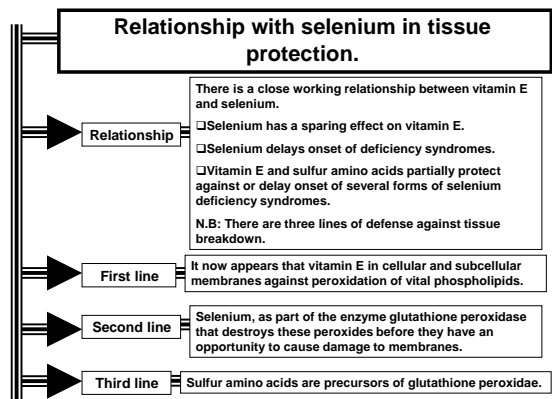 Relationship with selenium in tissue
protection.
Relationship
There is a close working relationship between vitamin E
and selenium.
❑Selenium has a sparing effect on vitamin E.
❑Selenium delays onset of deficiency syndromes.
❑Vitamin E and sulfur amino acids partially protect
against or delay onset of several forms of selenium
deficiency syndromes.
N.B: There are three lines of defense against tissue
breakdown.
First line
It now appears that vitamin E in cellular and subcellular
membranes against peroxidation of vital phospholipids.
Second line
Selenium, as part of the enzyme glutathione peroxidase
that destroys these peroxides before they have an
opportunity to cause damage to membranes.
Third line
Sulfur amino acids are precursors of glutathione peroxidae.